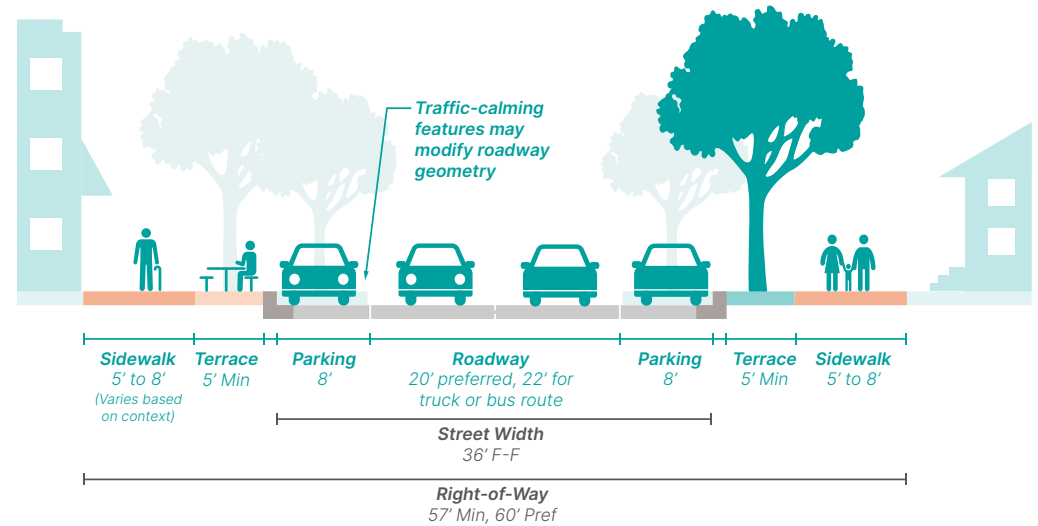 Traffic-calming
features may
modify roadway
geometry
Sidewalk
5’ to 8’
(Varies based
on context)
Terrace
5’ Min
Parking
8’
Roadway
20’ preferred, 22’ for
truck or bus route
Parking
8’
Terrace
5’ Min
Sidewalk
5’ to 8’
Street Width
36’ F-F
Right-of-Way
57’ Min, 60’ Pref